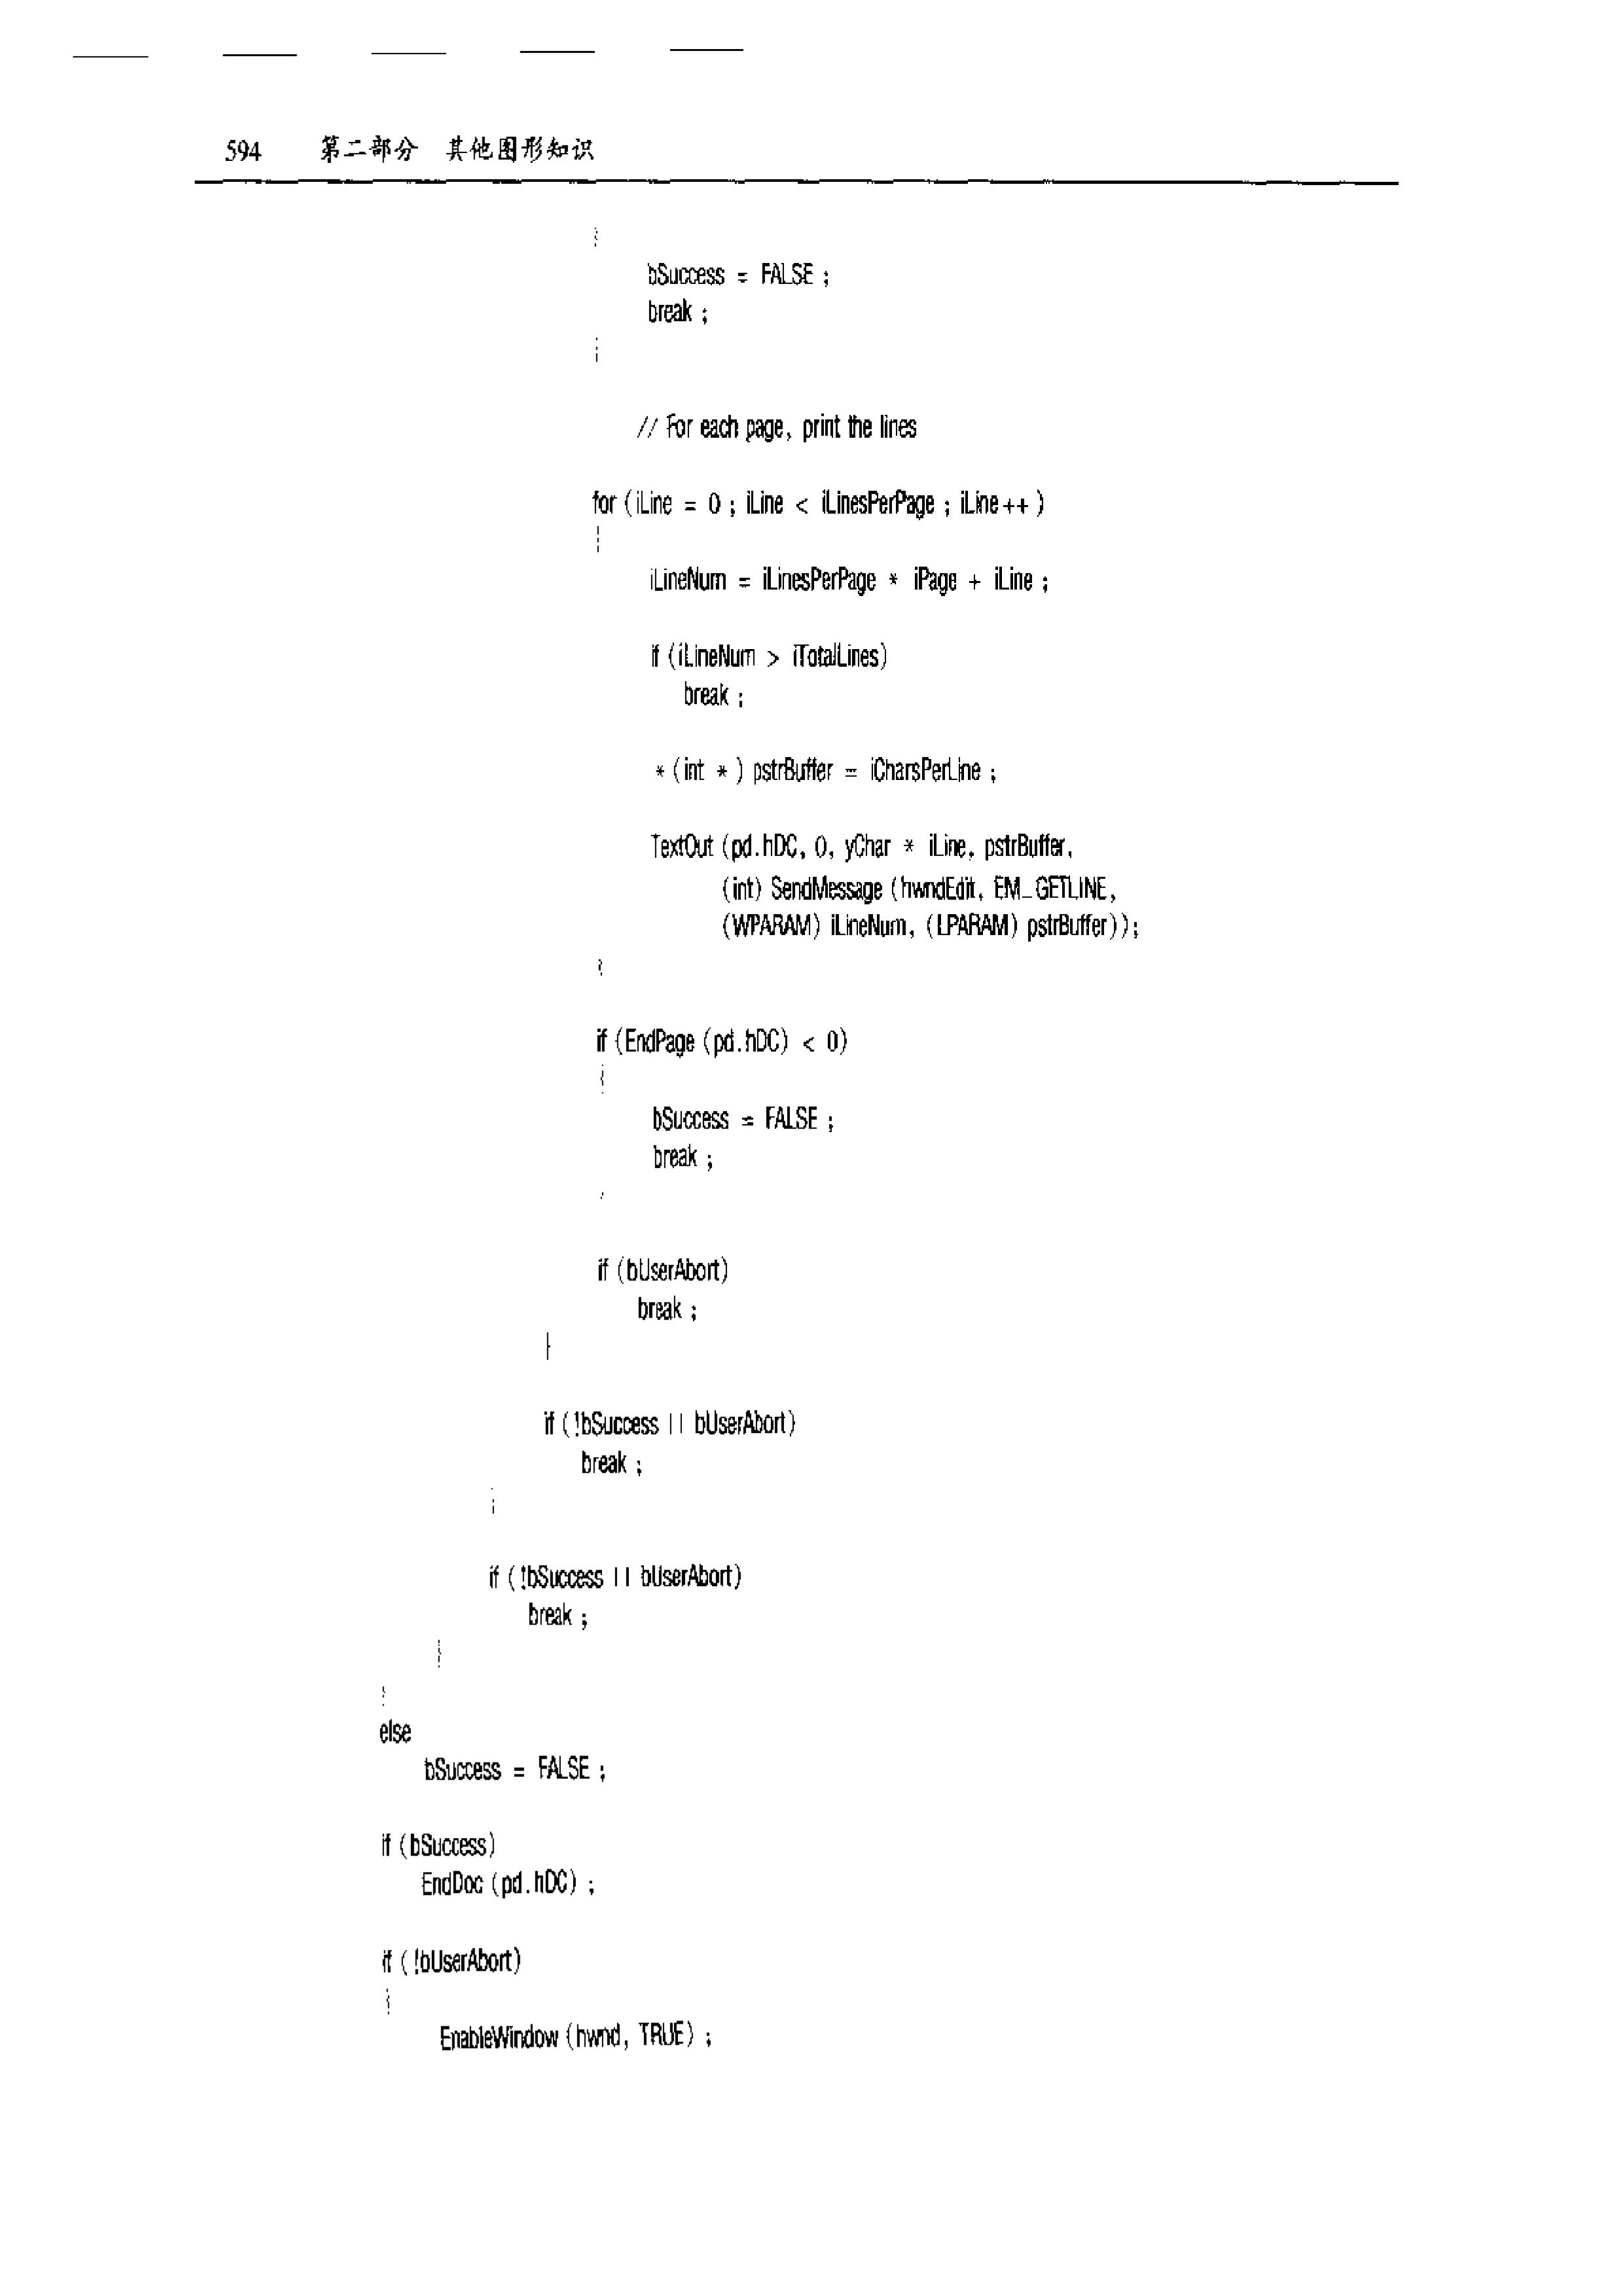 594 第二部分 其他图形知识
{
bSuccess = FALSE ;
break ;
}
// For each page, print the lines
for (iLine = 0 ; iLine < iLinesPerPage ; iLine++ )
{
iLineNum = iLinesPerPage * iPage + iLine ;
if (iLineNum > iTotalLines)
break ;
* (int * ) pstrBuffer = iCharsPerLine ;
TextOut (pd.hDC, 0, yChar * iLine, pstrBuffer,
(int) SendMessage (hwndEdit, EM_GETLINE,
(WPARAM) iLineNum, (LPARAM) pstrBuffer));
}
if (EndPage (pd.hDC) < 0)
{
bSuccess = FALSE ;
break ;
if (bUserAbort)
break ;
}
if (!bSuccess || bUserAbort)
break ;
}
if (!bSuccess || bUserAbort)
break ;
}
}
else
bSuccess = FALSE ;
if (bSuccess)
EndDoc (pd.hDC) ;
if (!bUserAbort)
{
EnableWindow (hwnd, TRUE) ;